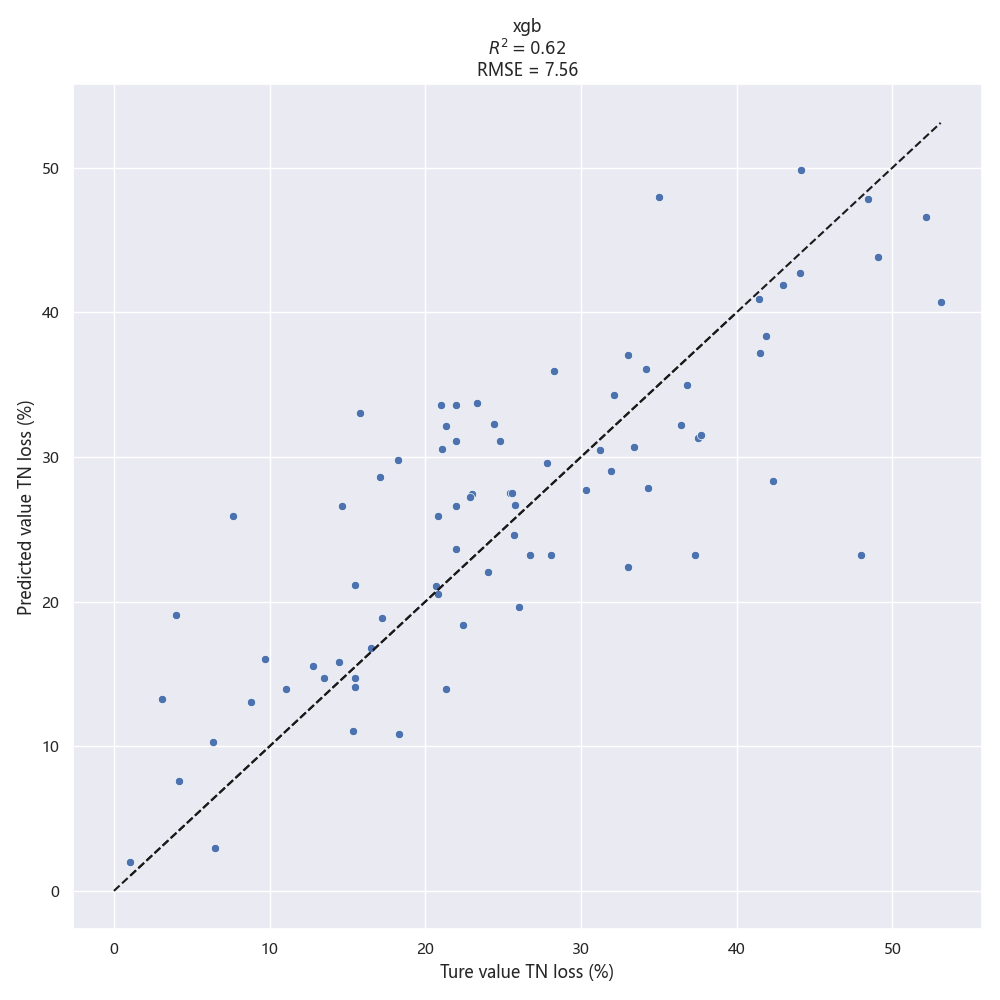 xgb
R² = 0.62
RMSE = 7.56
Predicted value TN loss (%)
50
40
30
20
10
0
0 10 20 30 40 50
Ture value TN loss (%)